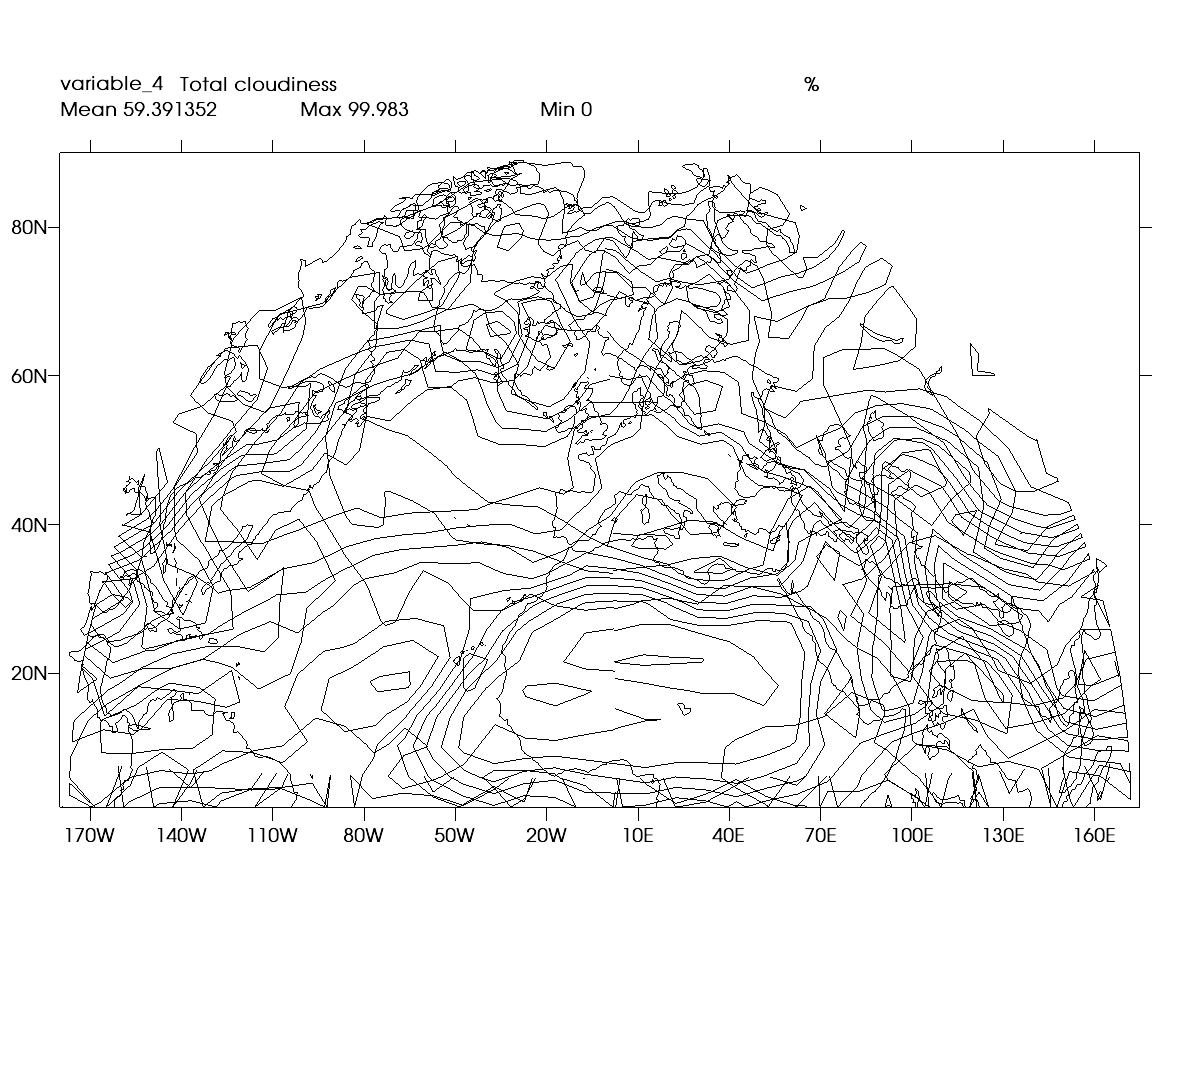 variable_4 Total cloudiness %
Mean 59.391352 Max 99.983 Min 0
80N
60N
40N
20N
170W 140W 110W 80W 50W 20W 10E 40E 70E 100E 130E 160E